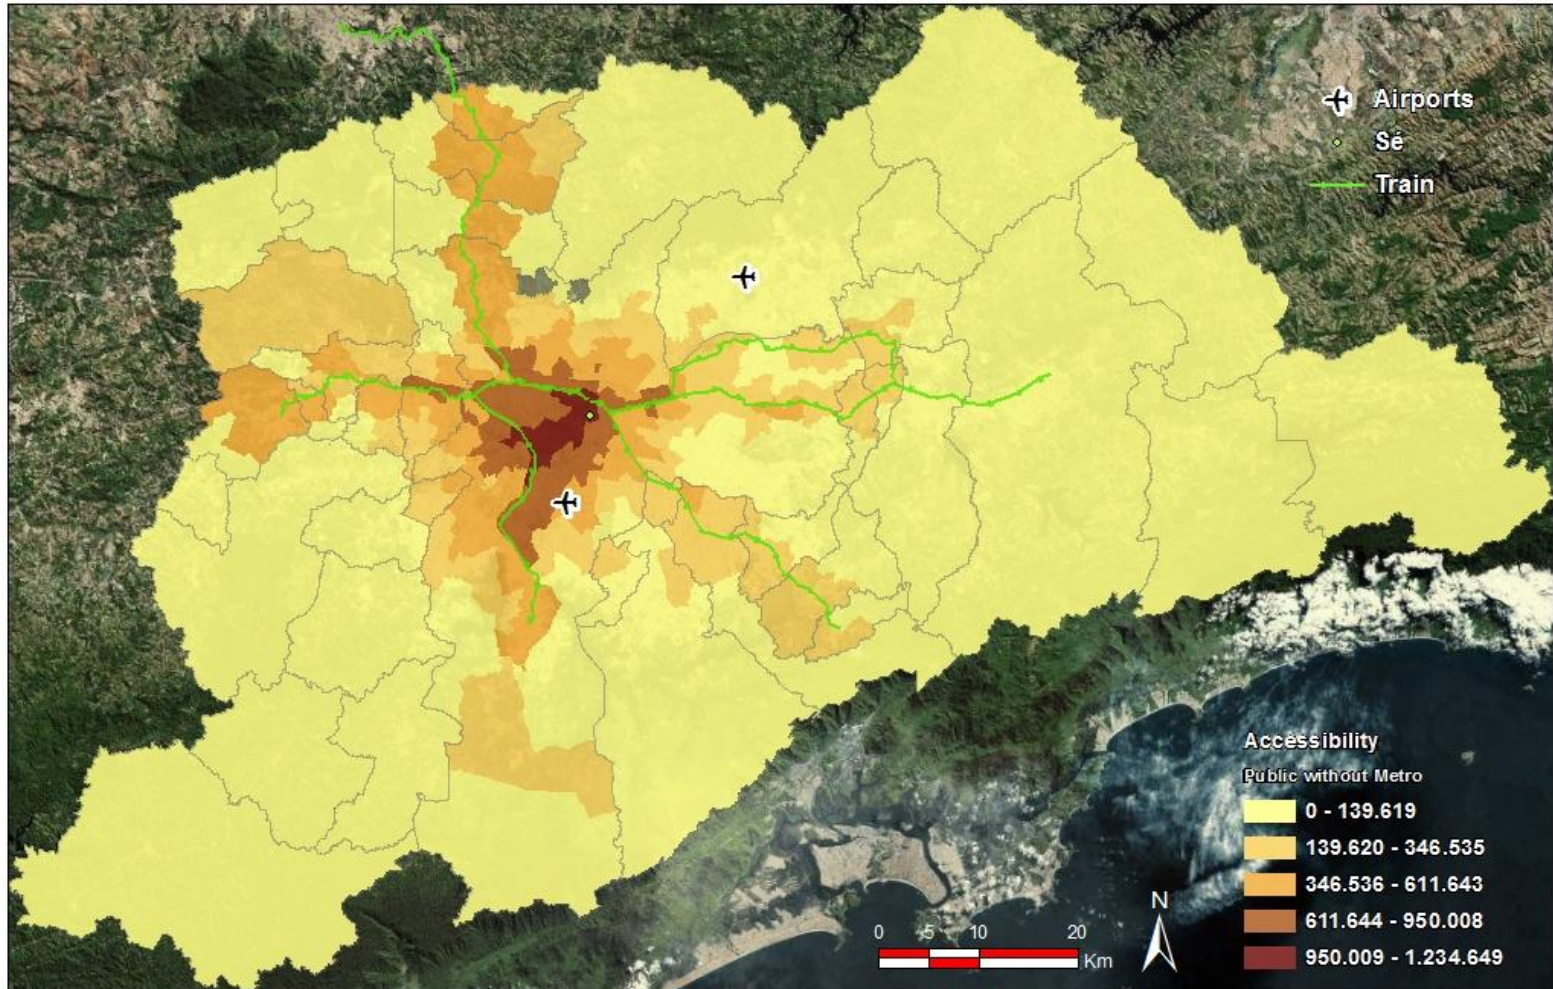 Airports
Sé
Train
Accessibility
Public without Metro
0 - 139.619
139.620 - 346.535
346.536 - 611.643
611.644 - 950.008
950.009 - 1.234.649
N
0 5 10 20
Km